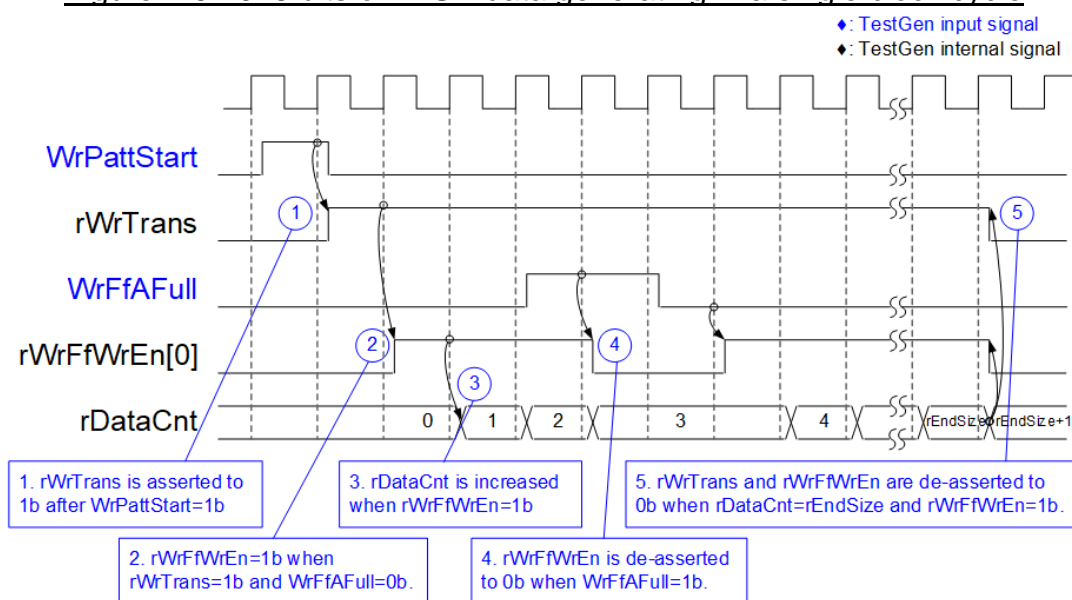 ♦: TestGen input signal
♦: TestGen internal signal
WrPattStart
rWrTrans
1
5
WrFfAFull
rWrFfWrEn[0]
2
4
3
rDataCnt
0
1
2
3
4
rEndSize
rEndSize+1
1. rWrTrans is asserted to
1b after WrPattStart=1b
3. rDataCnt is increased
when rWrFfWrEn=1b
5. rWrTrans and rWrFfWrEn are de-asserted to
0b when rDataCnt=rEndSize and rWrFfWrEn=1b.
2. rWrFfWrEn=1b when
rWrTrans=1b and WrFfAFull=0b.
4. rWrFfWrEn is de-asserted
to 0b when WrFfAFull=1b.